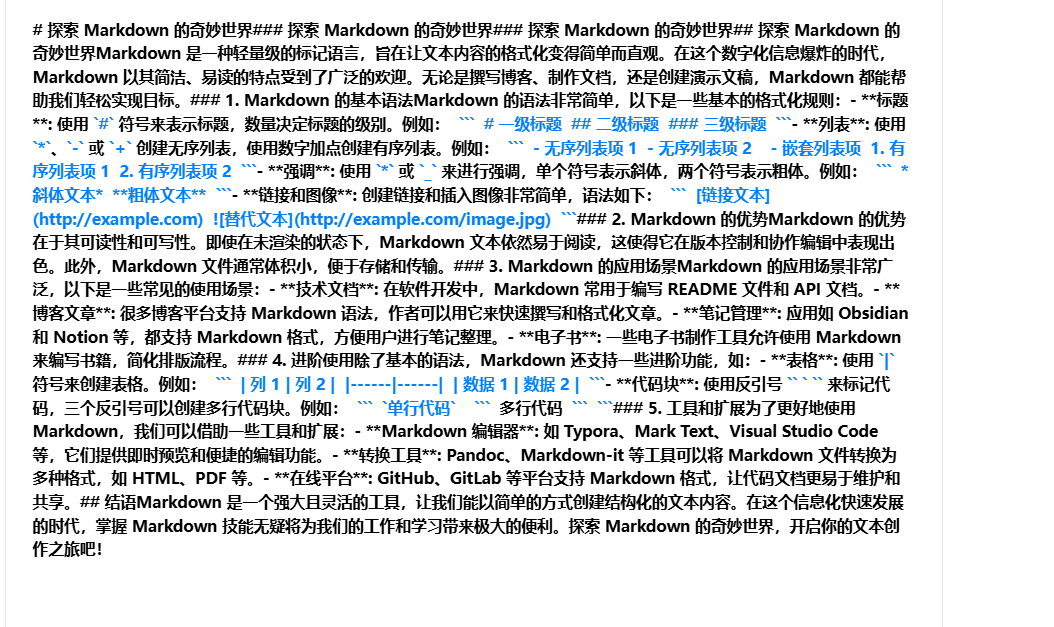 # 探索 Markdown 的奇妙世界### 探索 Markdown 的奇妙世界### 探索 Markdown 的奇妙世界## 探索 Markdown 的
奇妙世界Markdown 是一种轻量级的标记语言，旨在让文本内容的格式化变得简单而直观。在这个数字化信息爆炸的时代，
Markdown 以其简洁、易读的特点受到了广泛的欢迎。无论是撰写博客、制作文档，还是创建演示文稿，Markdown 都能帮
助我们轻松实现目标。### 1. Markdown 的基本语法Markdown 的语法非常简单，以下是一些基本的格式化规则：- **标题
**: 使用 `#` 符号来表示标题，数量决定标题的级别。例如： ``` # 一级标题 ## 二级标题 ### 三级标题 ```- **列表**: 使用
`*`、`-` 或 `+` 创建无序列表，使用数字加点创建有序列表。例如： ``` - 无序列表项 1 - 无序列表项 2 - 嵌套列表项 1. 有
序列表项 1 2. 有序列表项 2 ```- **强调**: 使用 `*` 或 `_` 来进行强调，单个符号表示斜体，两个符号表示粗体。例如： ``` *
斜体文本* **粗体文本** ```- **链接和图像**: 创建链接和插入图像非常简单，语法如下： ``` [链接文本]
(http://example.com) ![替代文本](http://example.com/image.jpg) ```### 2. Markdown 的优势Markdown 的优势
在于其可读性和可写性。即使在未渲染的状态下，Markdown 文本依然易于阅读，这使得它在版本控制和协作编辑中表现出
色。此外，Markdown 文件通常体积小，便于存储和传输。### 3. Markdown 的应用场景Markdown 的应用场景非常广
泛，以下是一些常见的使用场景：- **技术文档**: 在软件开发中，Markdown 常用于编写 README 文件和 API 文档。- **
博客文章**: 很多博客平台支持 Markdown 语法，作者可以用它来快速撰写和格式化文章。- **笔记管理**: 应用如 Obsidian
和 Notion 等，都支持 Markdown 格式，方便用户进行笔记整理。- **电子书**: 一些电子书制作工具允许使用 Markdown
来编写书籍，简化排版流程。### 4. 进阶使用除了基本的语法，Markdown 还支持一些进阶功能，如：- **表格**: 使用 `|`
符号来创建表格。例如： ``` | 列 1 | 列 2 | |------|------| | 数据 1 | 数据 2 | ```- **代码块**: 使用反引号 `` ` `` 来标记代
码，三个反引号可以创建多行代码块。例如： ``` `单行代码` ``` 多行代码 ``` ```### 5. 工具和扩展为了更好地使用
Markdown，我们可以借助一些工具和扩展：- **Markdown 编辑器**: 如 Typora、Mark Text、Visual Studio Code
等，它们提供即时预览和便捷的编辑功能。- **转换工具**: Pandoc、Markdown-it 等工具可以将 Markdown 文件转换为
多种格式，如 HTML、PDF 等。- **在线平台**: GitHub、GitLab 等平台支持 Markdown 格式，让代码文档更易于维护和
共享。## 结语Markdown 是一个强大且灵活的工具，让我们能以简单的方式创建结构化的文本内容。在这个信息化快速发展
的时代，掌握 Markdown 技能无疑将为我们的工作和学习带来极大的便利。探索 Markdown 的奇妙世界，开启你的文本创
作之旅吧！